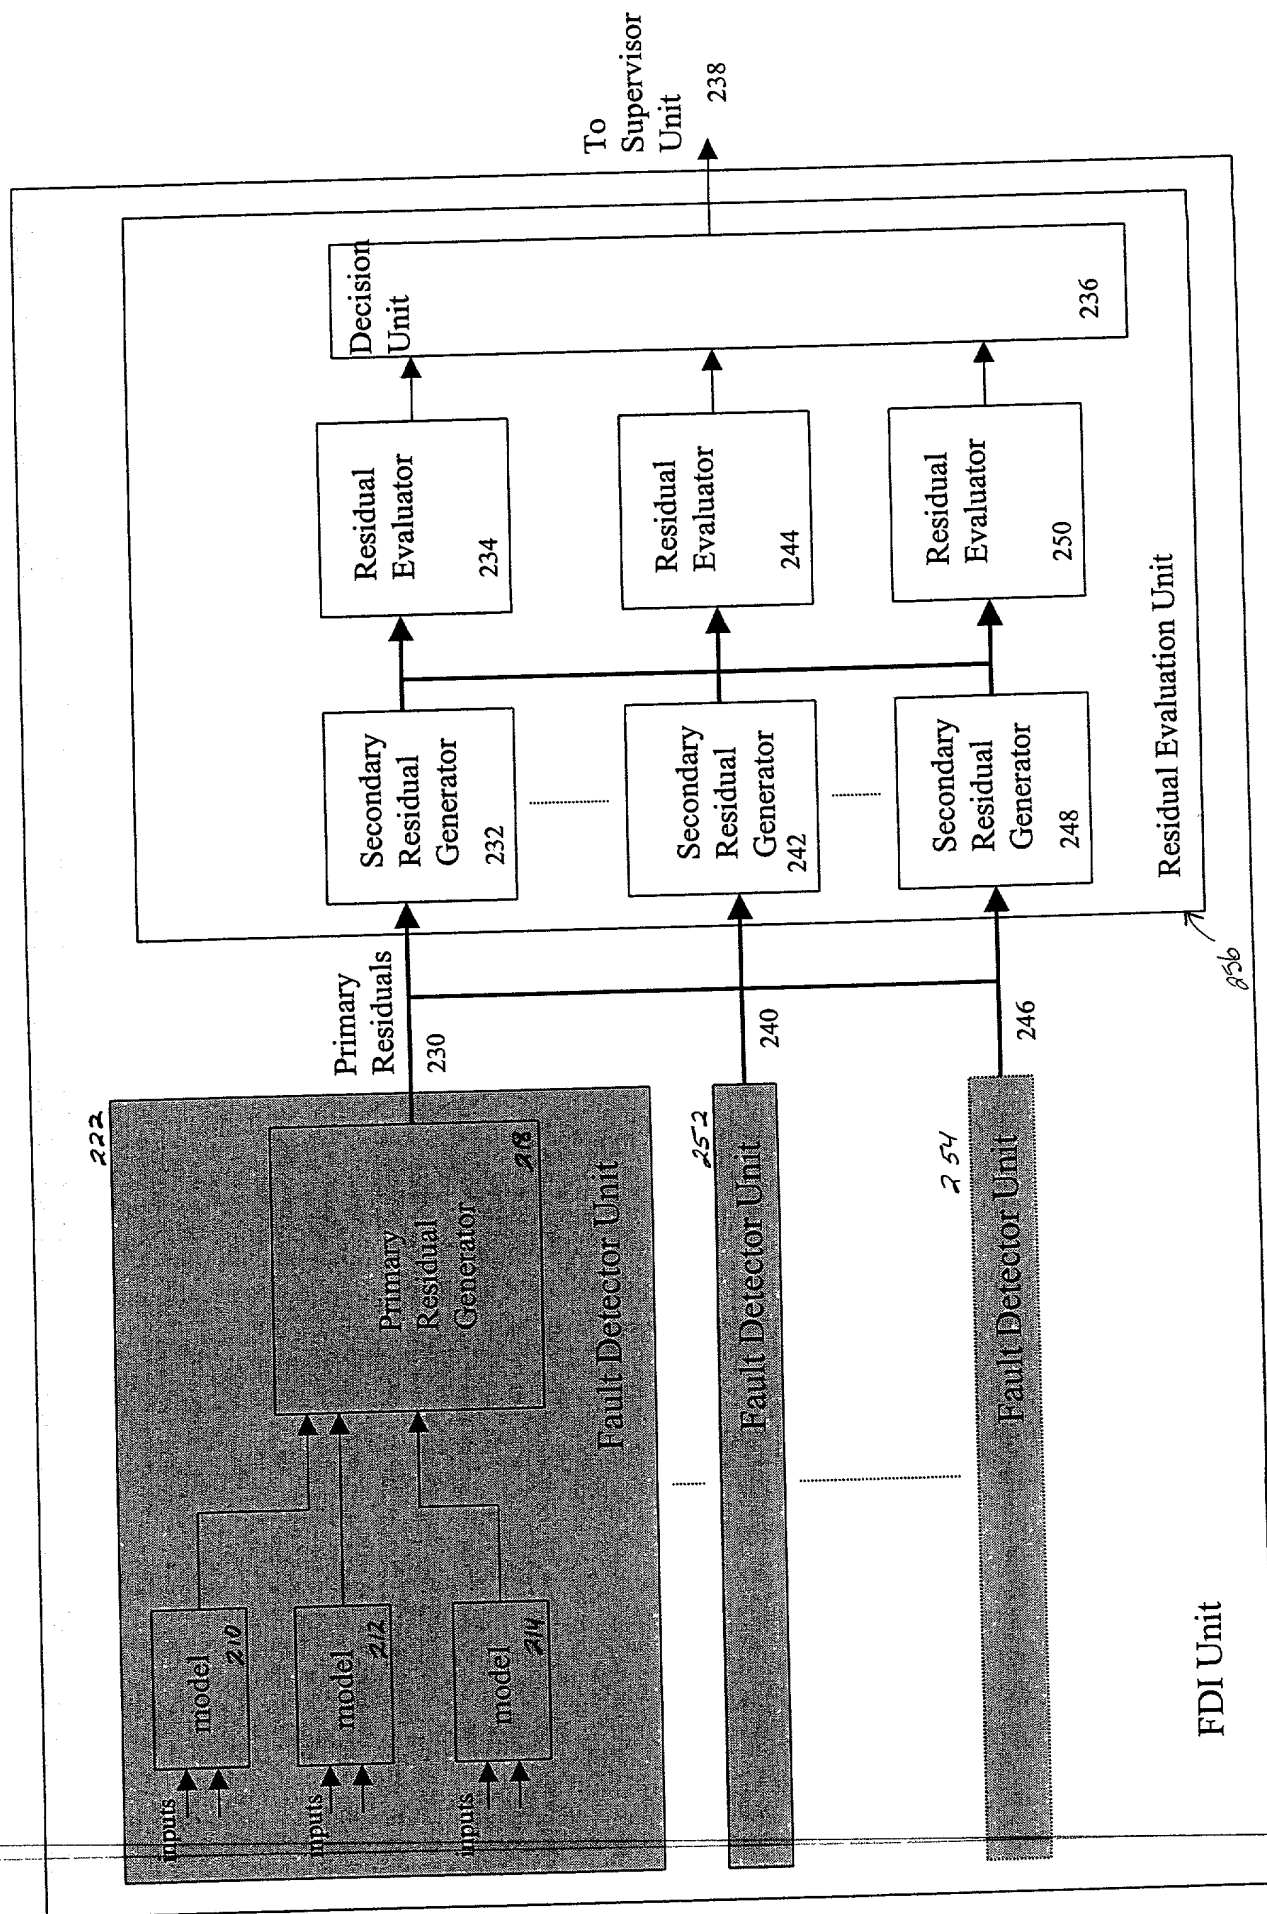 222
inputs
model
210
inputs
model
212
inputs
model
214
Primary
Residual
Generator
218
Fault Detector Unit
252
Fault Detector Unit
254
Fault Detector Unit
FDI Unit
Primary
Residuals
230
240
246
Secondary
Residual
Generator
232
Secondary
Residual
Generator
242
Secondary
Residual
Generator
248
Residual
Evaluator
234
Residual
Evaluator
244
Residual
Evaluator
250
Decision
Unit
236
Residual Evaluation Unit
256
To
Supervisor
Unit
238